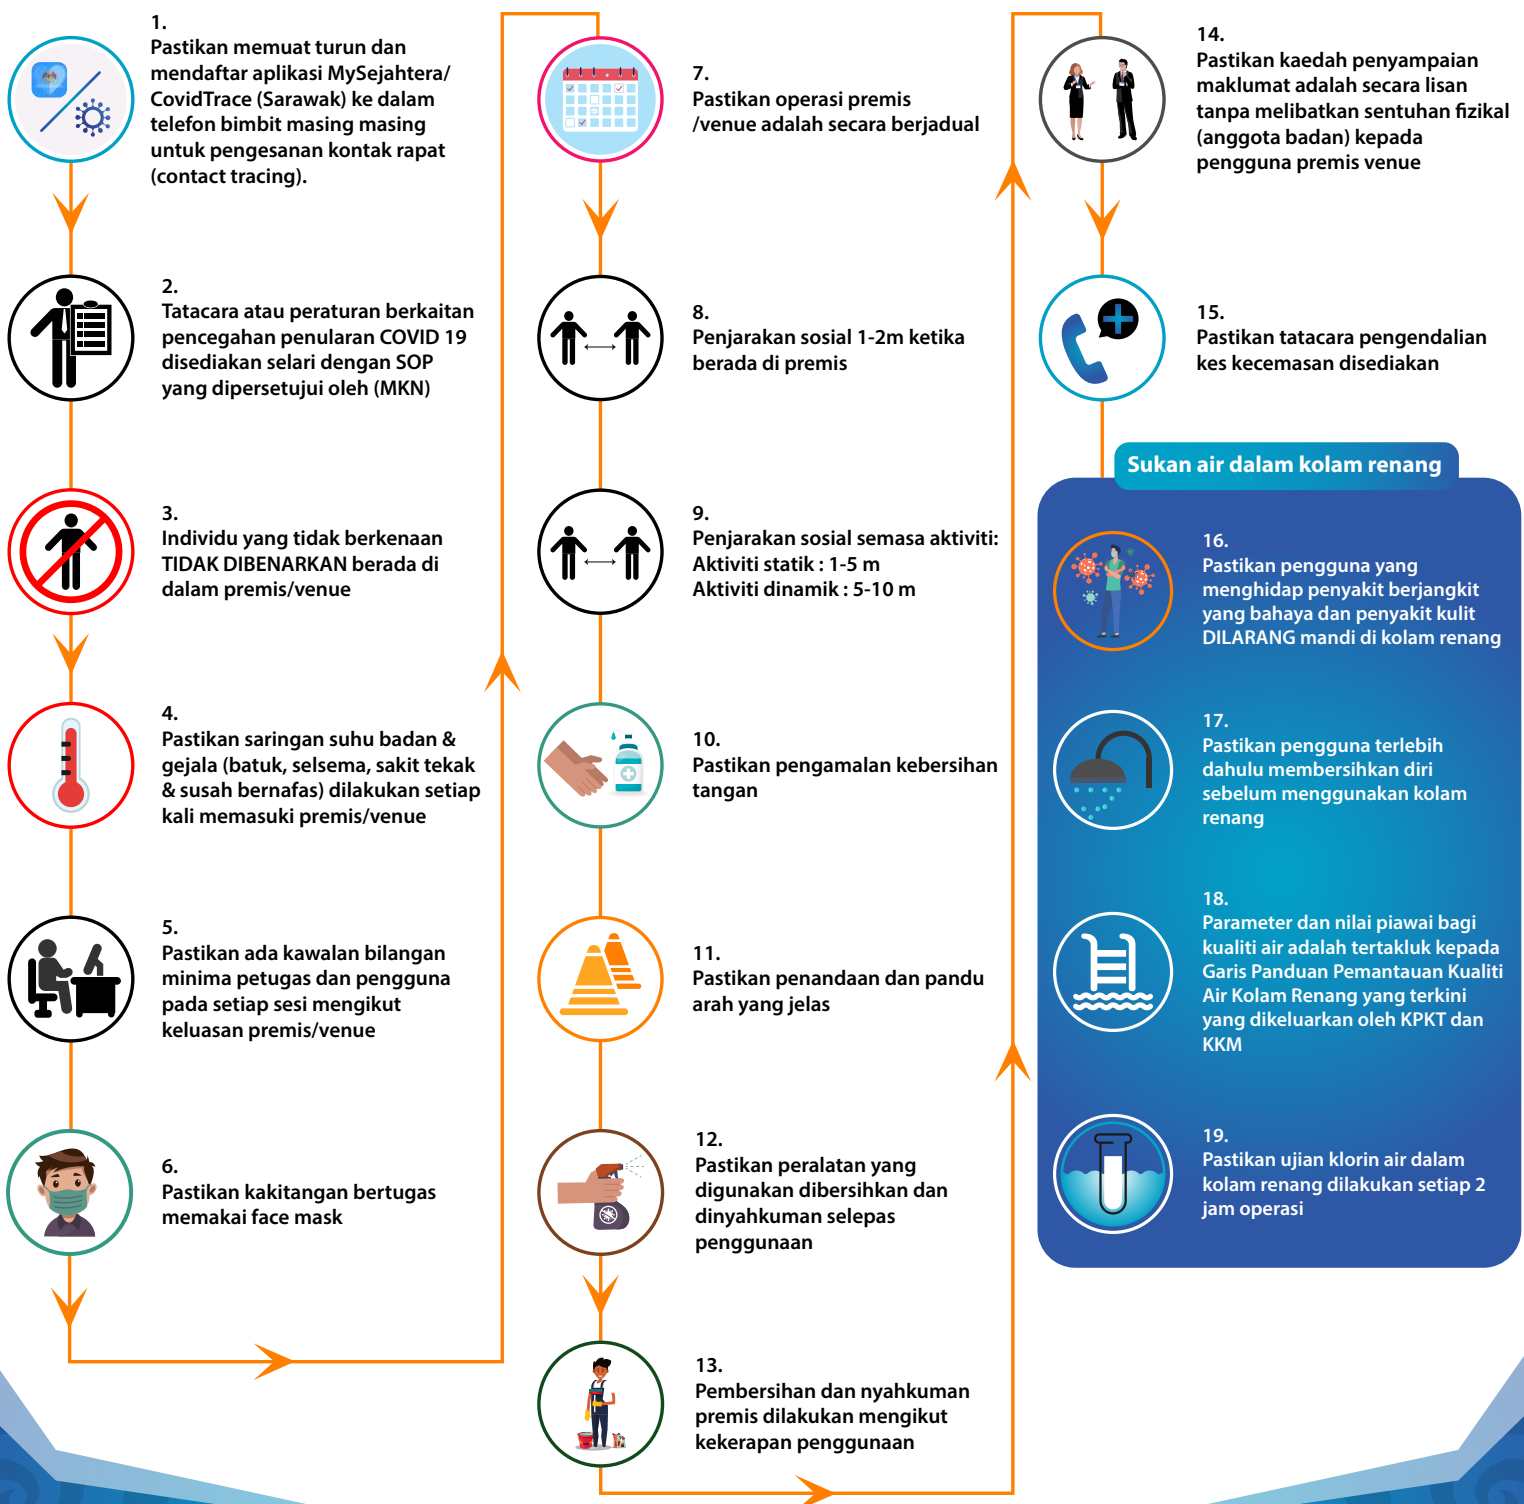 1.
Pastikan memuat turun dan
mendaftar aplikasi MySejahtera/
CovidTrace (Sarawak) ke dalam
telefon bimbit masing masing
untuk pengesanan kontak rapat
(contact tracing).
2.
Tatacara atau peraturan berkaitan
pencegahan penularan COVID 19
disediakan selari dengan SOP
yang dipersetujui oleh (MKN)
3.
Individu yang tidak berkenaan
TIDAK DIBENARKAN berada di
dalam premis/venue
4.
Pastikan saringan suhu badan &
gejala (batuk, selsema, sakit tekak
& susah bernafas) dilakukan setiap
kali memasuki premis/venue
5.
Pastikan ada kawalan bilangan
minima petugas dan pengguna
pada setiap sesi mengikut
keluasan premis/venue
6.
Pastikan kakitangan bertugas
memakai face mask
7.
Pastikan operasi premis
/venue adalah secara berjadual
8.
Penjarakan sosial 1-2m ketika
berada di premis
9.
Penjarakan sosial semasa aktiviti:
Aktiviti statik : 1-5 m
Aktiviti dinamik : 5-10 m
10.
Pastikan pengamalan kebersihan
tangan
11.
Pastikan penandaan dan pandu
arah yang jelas
12.
Pastikan peralatan yang
digunakan dibersihkan dan
dinyahkuman selepas
penggunaan
13.
Pembersihan dan nyahkuman
premis dilakukan mengikut
kekerapan penggunaan
14.
Pastikan kaedah penyampaian
maklumat adalah secara lisan
tanpa melibatkan sentuhan fizikal
(anggota badan) kepada
pengguna premis venue
15.
Pastikan tatacara pengendalian
kes kecemasan disediakan
Sukan air dalam kolam renang
16.
Pastikan pengguna yang
menghidap penyakit berjangkit
yang bahaya dan penyakit kulit
DILARANG mandi di kolam renang
17.
Pastikan pengguna terlebih
dahulu membersihkan diri
sebelum menggunakan kolam
renang
18.
Parameter dan nilai piawai bagi
kualiti air adalah tertakluk kepada
Garis Panduan Pemantauan Kualiti
Air Kolam Renang yang terkini
yang dikeluarkan oleh KPKT dan
KKM
19.
Pastikan ujian klorin air dalam
kolam renang dilakukan setiap 2
jam operasi